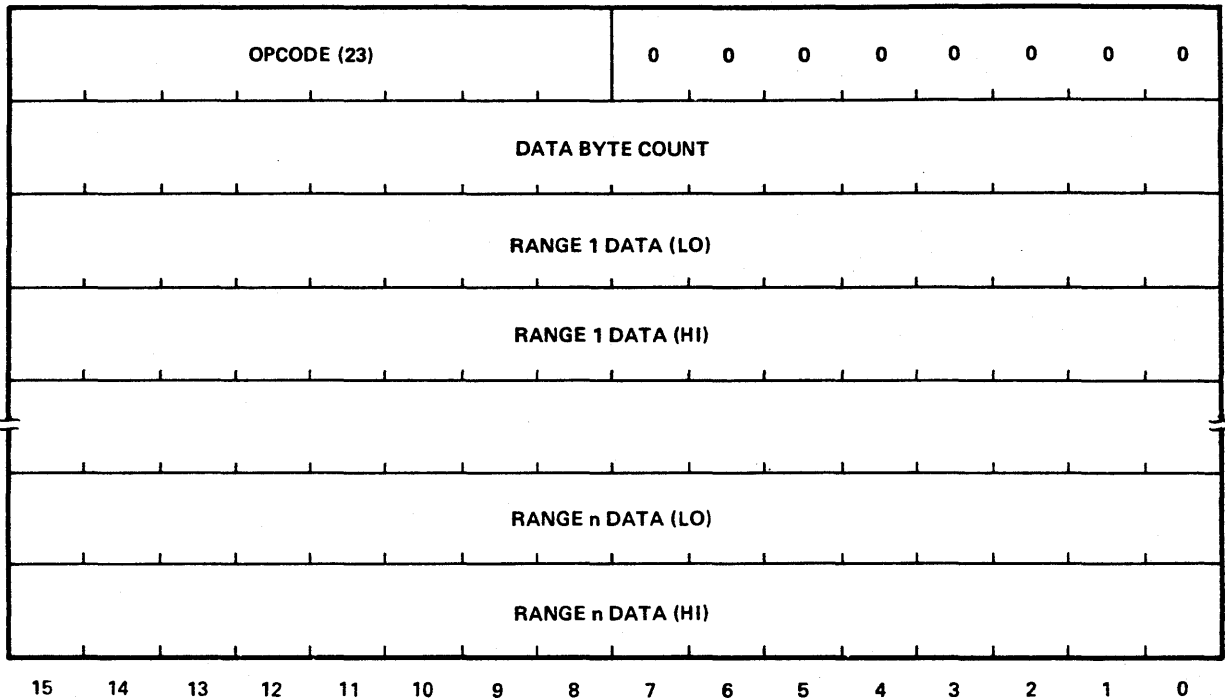 OPCODE (23) 0 0 0 0 0 0 0 0
DATA BYTE COUNT
RANGE 1 DATA (LO)
RANGE 1 DATA (HI)
RANGE n DATA (LO)
RANGE n DATA (HI)
15 14 13 12 11 10 9 8 7 6 5 4 3 2 1 0